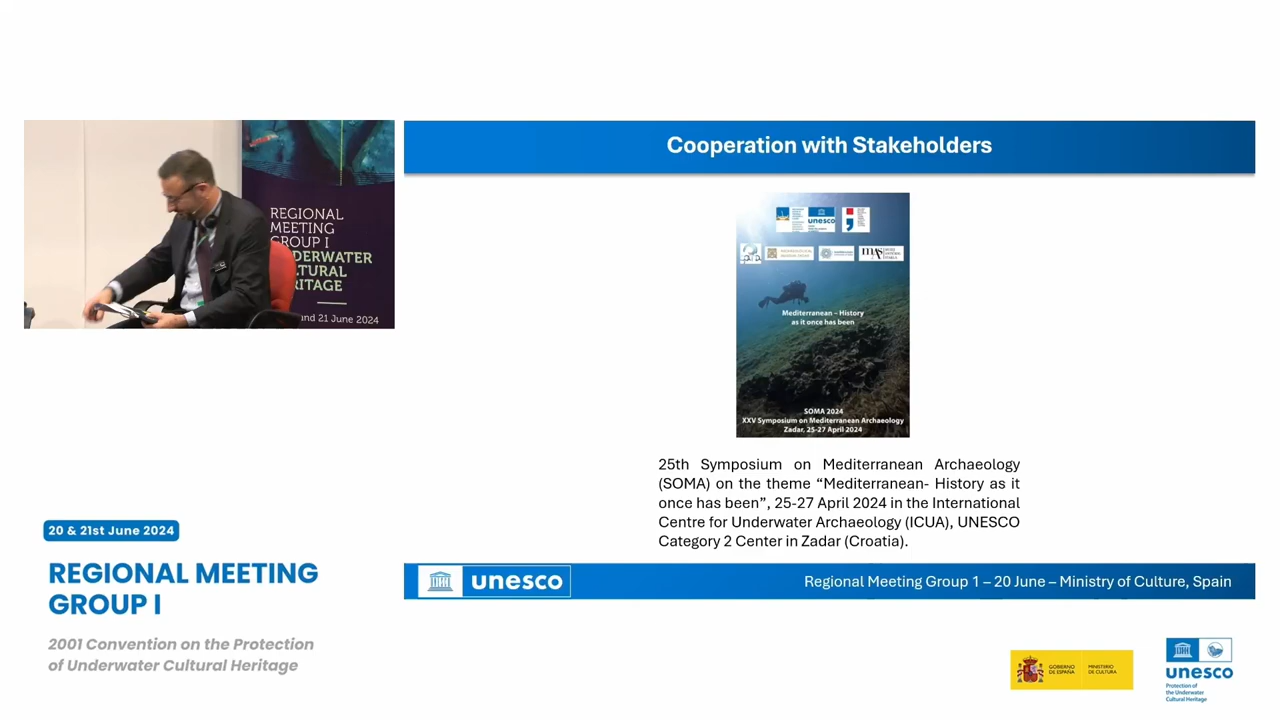 Cooperation with Stakeholders
REGIONAL
MEETING
GROUP I
DERWATER
LTURAL
RITAGE
and 21 June 2024
unesco
Mediterranean – History
as it once has been
SOMA 2024
XXV Symposium on Mediterranean Archaeology
Zadar, 25-27 April 2024
25th Symposium on Mediterranean Archaeology
(SOMA) on the theme “Mediterranean- History as it
once has been”, 25-27 April 2024 in the International
Centre for Underwater Archaeology (ICUA), UNESCO
Category 2 Center in Zadar (Croatia).
20 & 21st June 2024
REGIONAL MEETING
GROUP I
2001 Convention on the Protection
of Underwater Cultural Heritage
unesco
Regional Meeting Group 1 – 20 June – Ministry of Culture, Spain
GOBIERNO
DE ESPAÑA
MINISTERIO
DE CULTURA
unesco
Protection of
the Underwater
Cultural Heritage